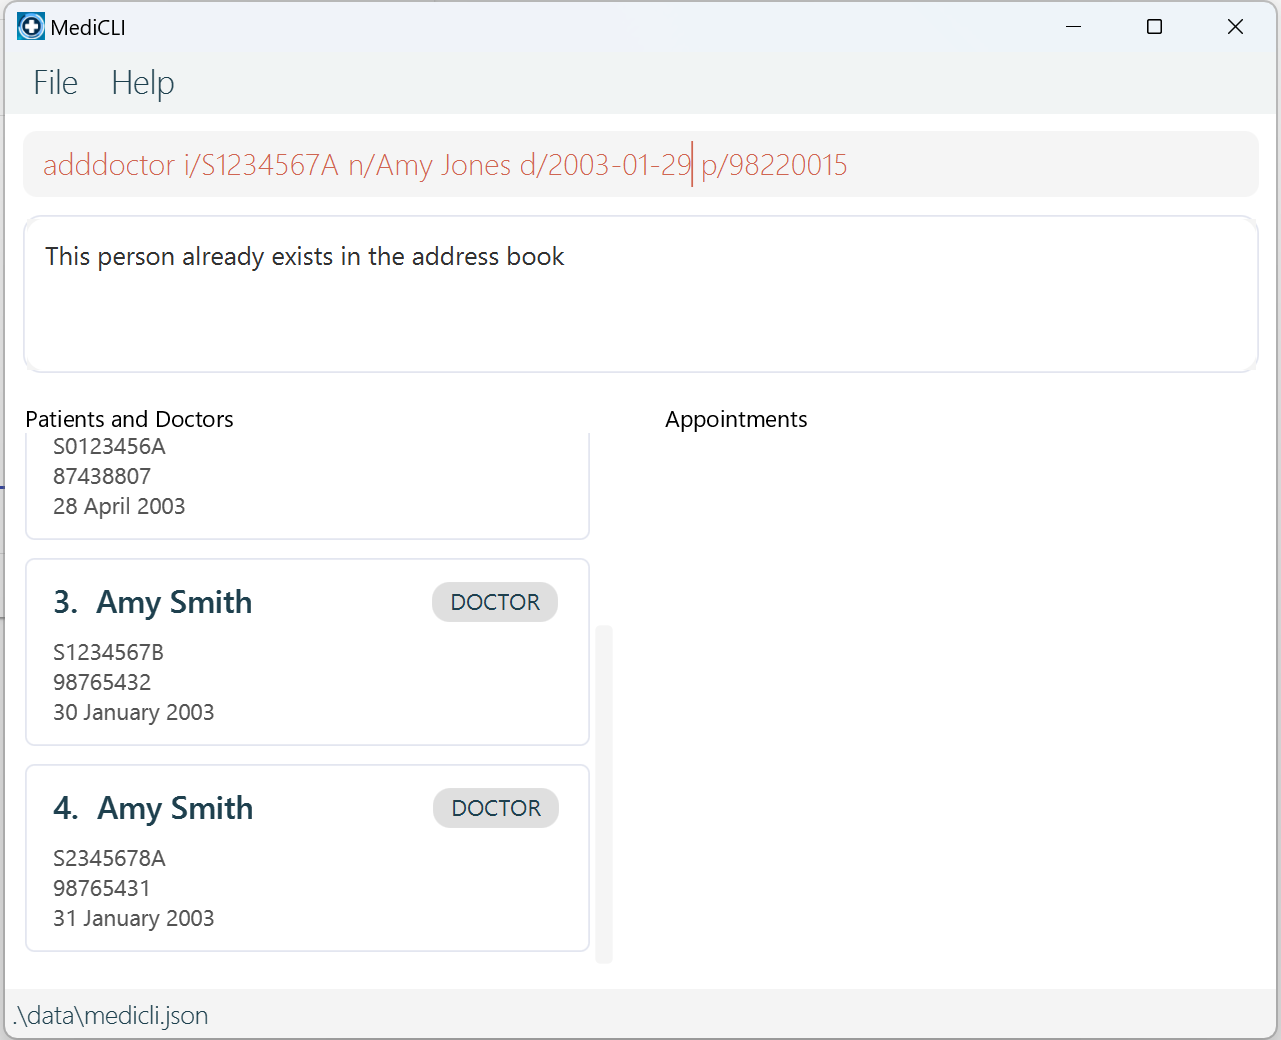 MediCLI
File Help
adddoctor i/S1234567A n/Amy Jones d/2003-01-29 p/98220015
This person already exists in the address book
Patients and Doctors
S0123456A
87438807
28 April 2003
3. Amy Smith DOCTOR
S1234567B
98765432
30 January 2003
4. Amy Smith DOCTOR
S2345678A
98765431
31 January 2003
Appointments
.\data\medicli.json